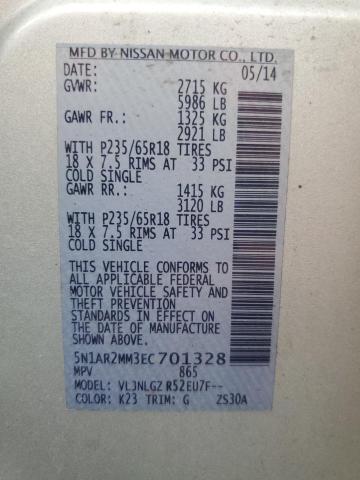 MFD BY NISSAN MOTOR CO., LTD.
DATE: 05/14
GVWR: 2715 KG
5986 LB
GAWR FR.: 1325 KG
2921 LB
WITH P235/65R18 TIRES
18 X 7.5 RIMS AT 33 PSI
COLD SINGLE
GAWR RR.: 1415 KG
3120 LB
WITH P235/65R18 TIRES
18 X 7.5 RIMS AT 33 PSI
COLD SINGLE
THIS VEHICLE CONFORMS TO
ALL APPLICABLE FEDERAL
MOTOR VEHICLE SAFETY AND
THEFT PREVENTION
STANDARDS IN EFFECT ON
THE DATE OF MANUFACTURE
SHOWN ABOVE.
5N1AR2MM3EC701328
MPV 865
MODEL: VLJNLGZ R52EU7F--
COLOR: K23 TRIM: G ZS30A